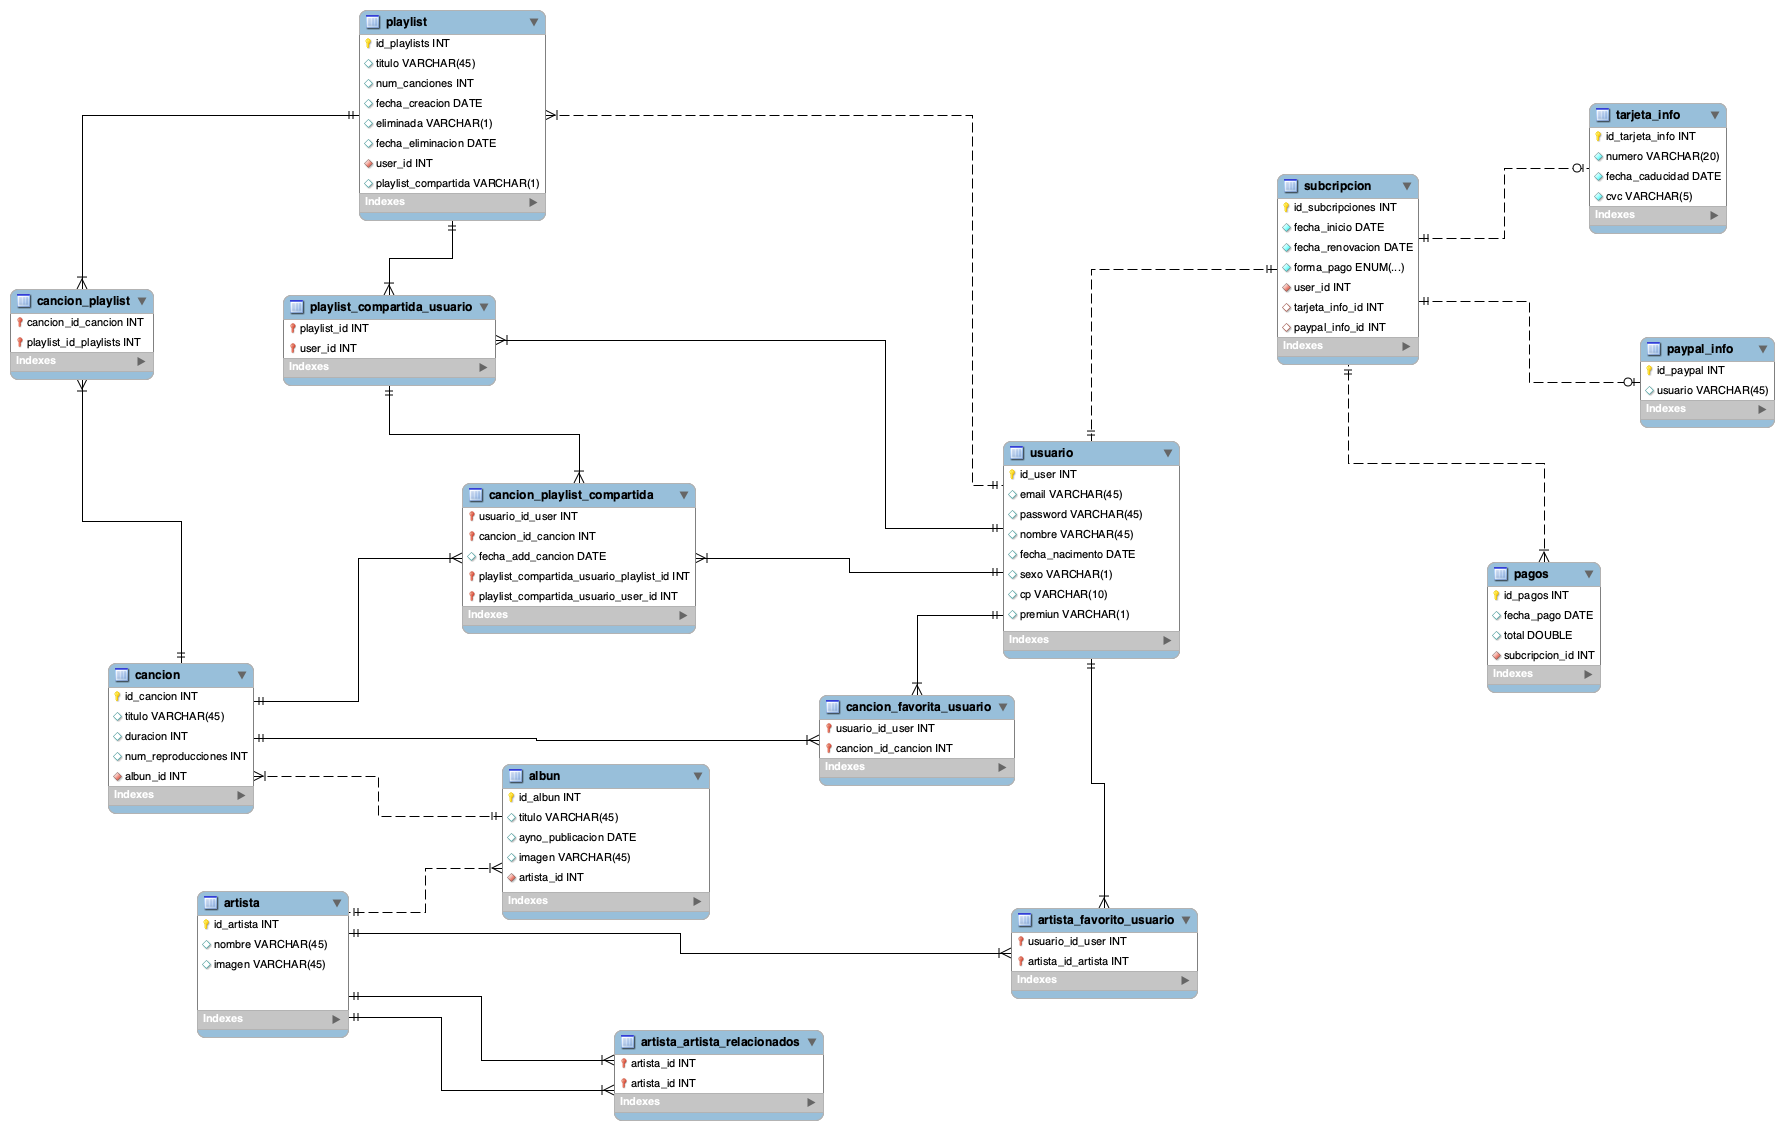 playlist
id_playlists INT
titulo VARCHAR(45)
num_canciones INT
fecha_creacion DATE
eliminada VARCHAR(1)
fecha_eliminacion DATE
user_id INT
playlist_compartida VARCHAR(1)
Indexes
tarjeta_info
id_tarjeta_info INT
numero VARCHAR(20)
fecha_caducidad DATE
cvc VARCHAR(5)
Indexes
subcripcion
id_subcripciones INT
fecha_inicio DATE
fecha_renovacion DATE
forma_pago ENUM(...)
user_id INT
tarjeta_info_id INT
paypal_info_id INT
Indexes
cancion_playlist
cancion_id_cancion INT
playlist_id_playlists INT
Indexes
playlist_compartida_usuario
playlist_id INT
user_id INT
Indexes
paypal_info
id_paypal INT
usuario VARCHAR(45)
Indexes
usuario
id_user INT
email VARCHAR(45)
password VARCHAR(45)
nombre VARCHAR(45)
fecha_nacimento DATE
sexo VARCHAR(1)
cp VARCHAR(10)
premiun VARCHAR(1)
Indexes
cancion_playlist_compartida
usuario_id_user INT
cancion_id_cancion INT
fecha_add_cancion DATE
playlist_compartida_usuario_playlist_id INT
playlist_compartida_usuario_user_id INT
Indexes
pagos
id_pagos INT
fecha_pago DATE
total DOUBLE
subcripcion_id INT
Indexes
cancion
id_cancion INT
titulo VARCHAR(45)
duracion INT
num_reproducciones INT
albun_id INT
Indexes
cancion_favorita_usuario
usuario_id_user INT
cancion_id_cancion INT
Indexes
albun
id_albun INT
titulo VARCHAR(45)
ayno_publicacion DATE
imagen VARCHAR(45)
artista_id INT
Indexes
artista
id_artista INT
nombre VARCHAR(45)
imagen VARCHAR(45)
Indexes
artista_favorito_usuario
usuario_id_user INT
artista_id_artista INT
Indexes
artista_artista_relacionados
artista_id INT
artista_id INT
Indexes